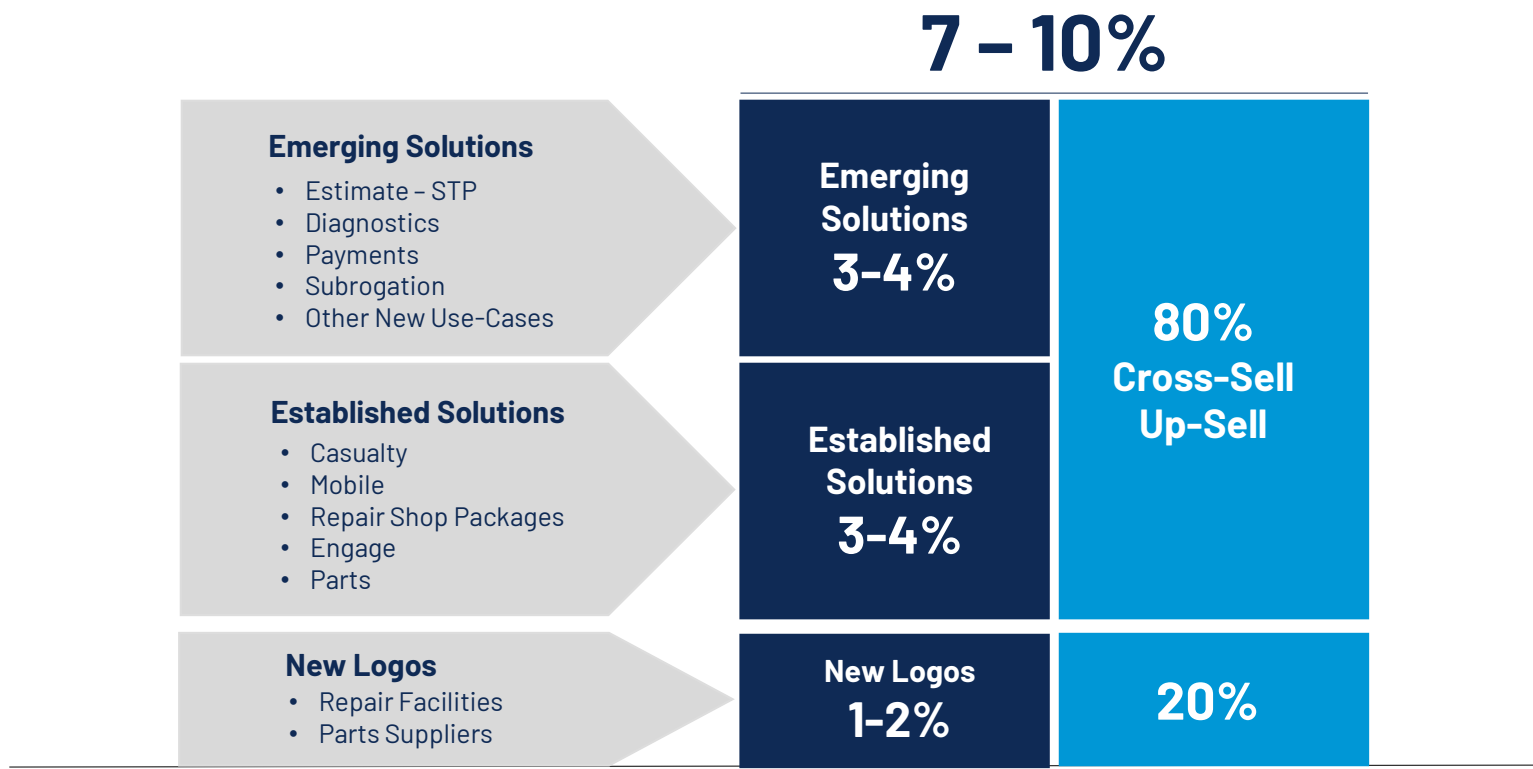 7 – 10%
Emerging Solutions
• Estimate – STP
• Diagnostics
• Payments
• Subrogation
• Other New Use-Cases
Emerging
Solutions
3-4%
80%
Cross-Sell
Up-Sell
Established Solutions
• Casualty
• Mobile
• Repair Shop Packages
• Engage
• Parts
Established
Solutions
3-4%
New Logos
• Repair Facilities
• Parts Suppliers
New Logos
1-2%
20%